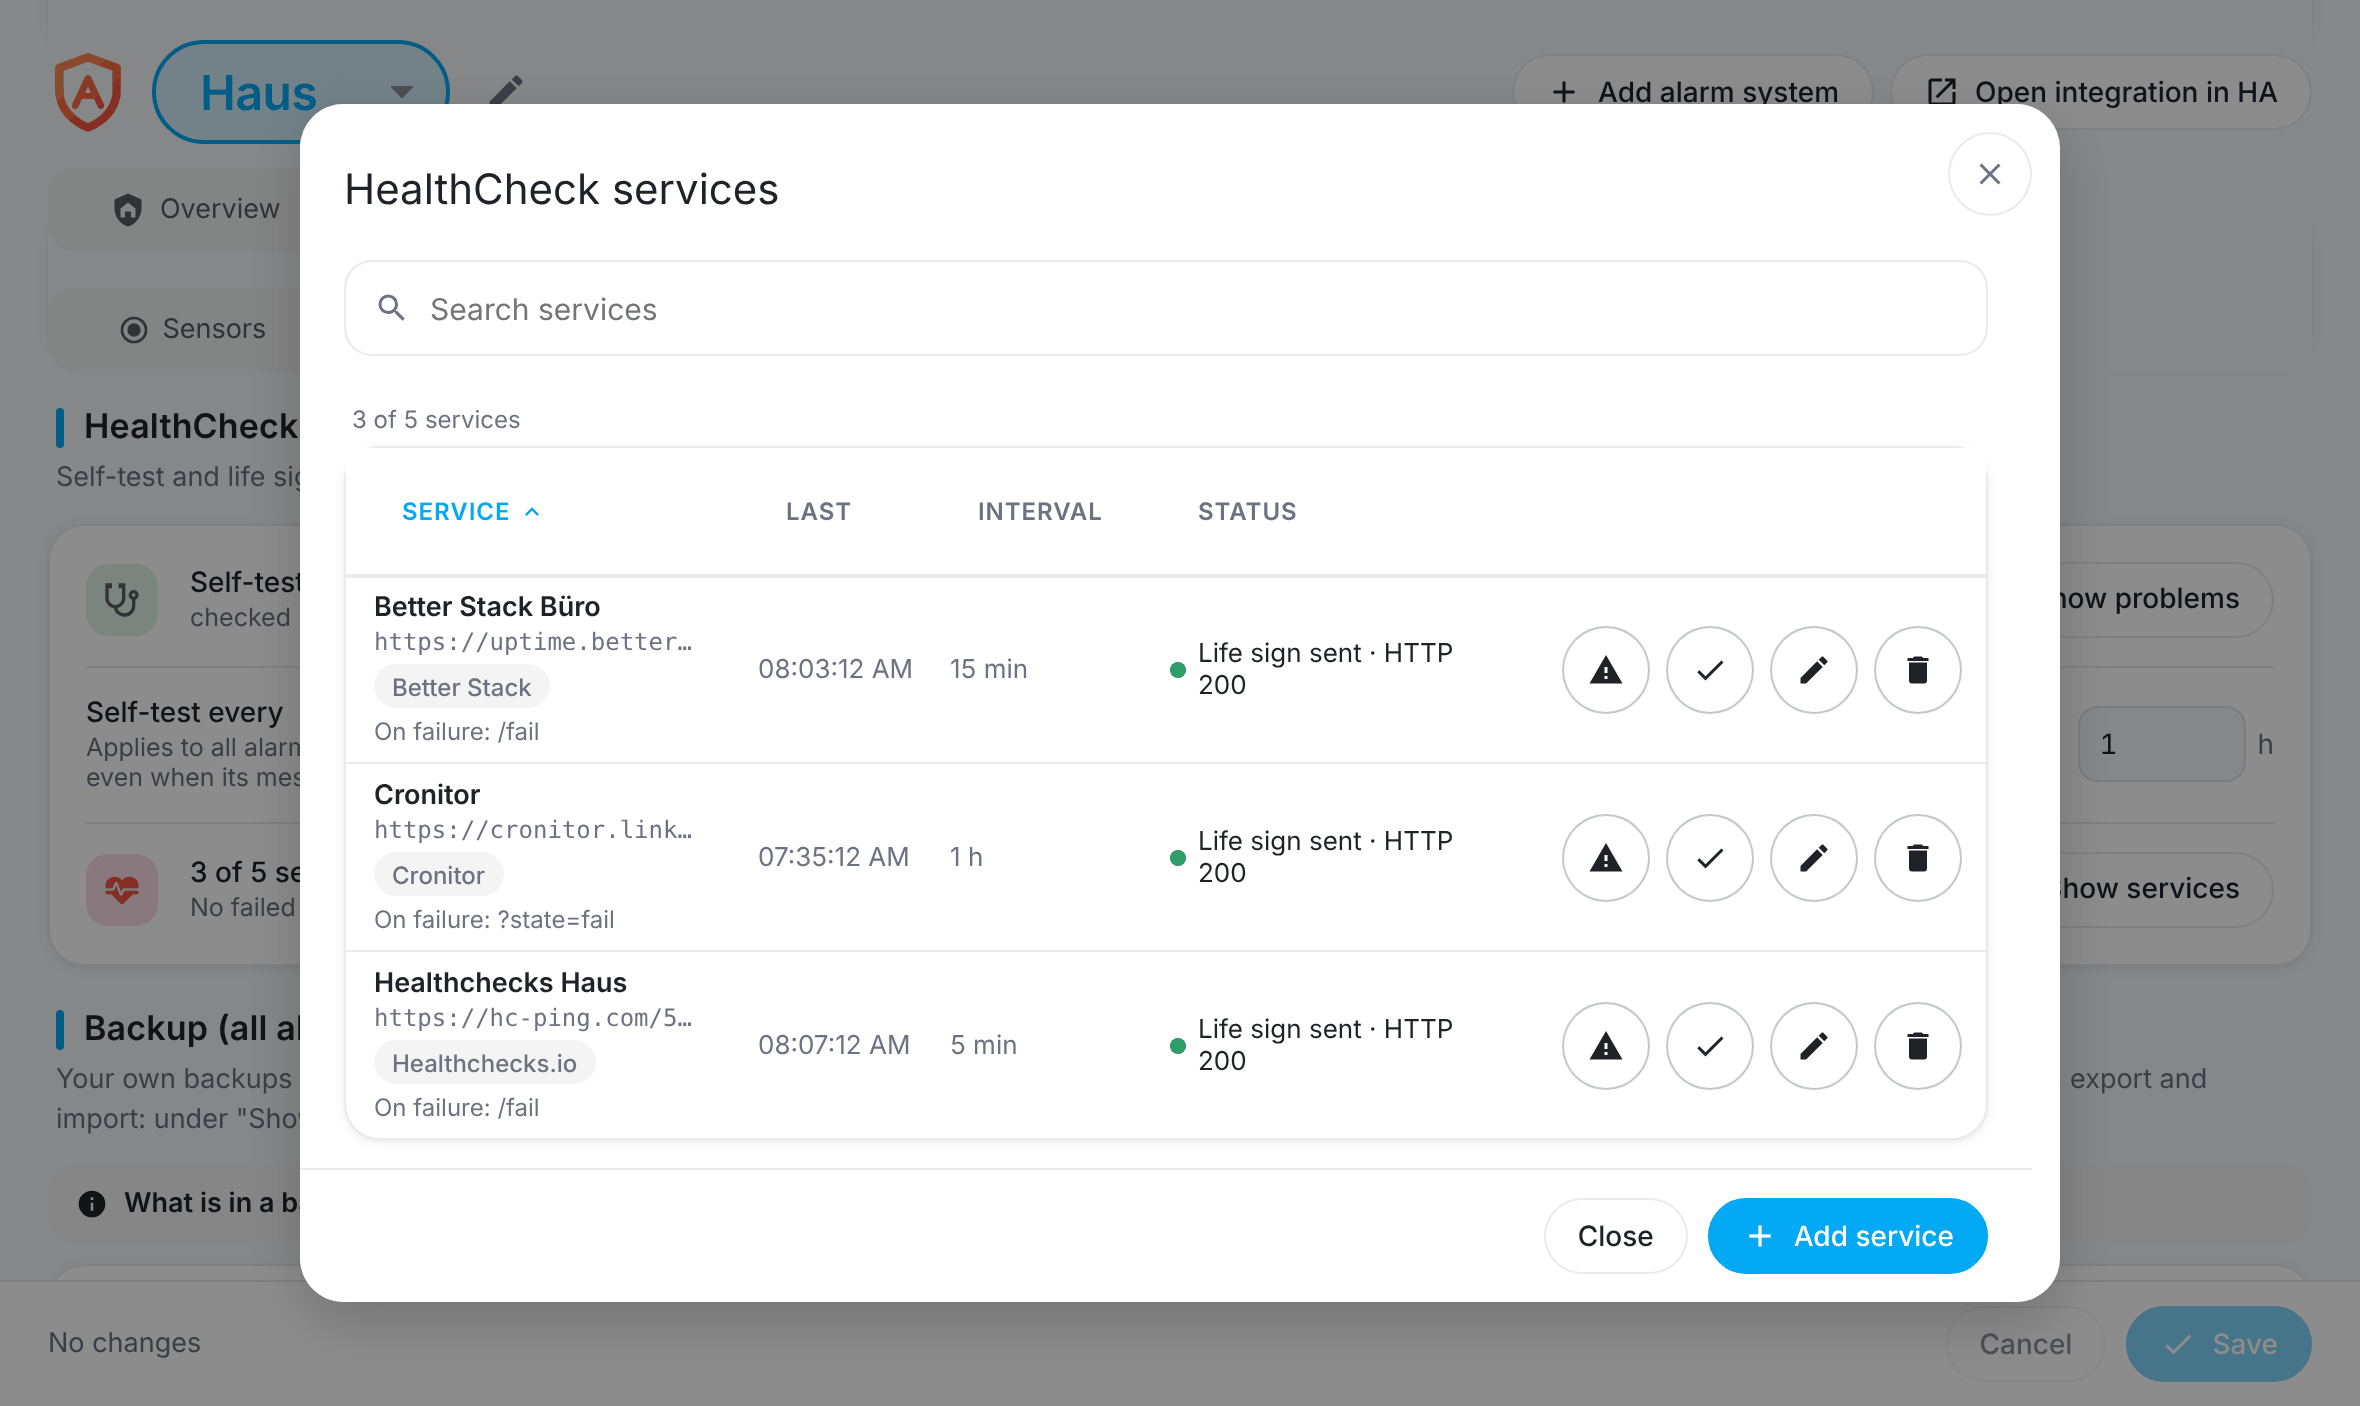 Haus
Add alarm system
Open integration in HA
Overview
Sensors
HealthCheck
Self-test and life
Self-test
checked
how problems
Self-test every
Applies to all
even when its
1
h
3 of 5
No failed
how services
Backup (all
Your own backups
export and
import: under
What is in a
No changes
Cancel
Save
HealthCheck services
Search services
3 of 5 services
SERVICE
LAST
INTERVAL
STATUS
Better Stack Büro
https://uptime.better…
Better Stack
On failure: /fail
08:03:12 AM
15 min
Life sign sent · HTTP
200
Cronitor
https://cronitor.link…
Cronitor
On failure: ?state=fail
07:35:12 AM
1 h
Life sign sent · HTTP
200
Healthchecks Haus
https://hc-ping.com/5…
Healthchecks.io
On failure: /fail
08:07:12 AM
5 min
Life sign sent · HTTP
200
Close
Add service